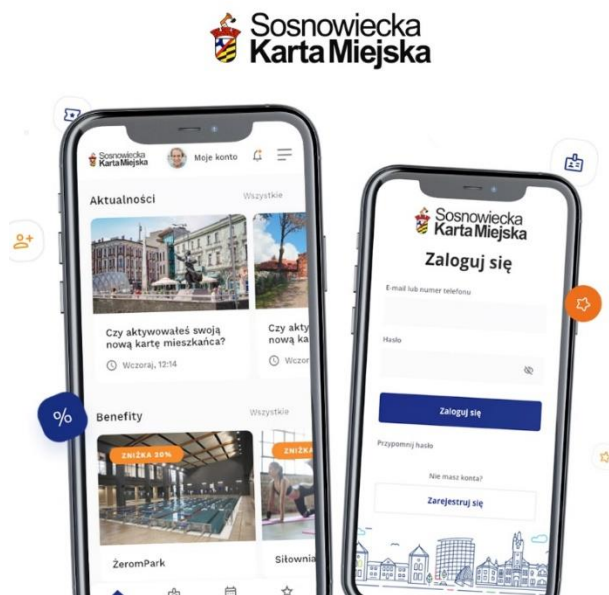 Sosnowiecka
Karta Miejska
Sosnowiecka
Karta Miejska
Moje konto
Aktualności
Wszystkie
Czy aktywowałeś swoją
nową kartę mieszkańca?
Wczoraj, 12:14
Czy akty
nową ka
Wczor
Benefity
Wszystkie
ZNIŻKA 30%
ŻeromPark
ZNIŻKA
Siłownia
%
Sosnowiecka
Karta Miejska
Zaloguj się
E-mail lub numer telefonu
Hasło
Zaloguj się
Przypomnij hasło
Nie masz konta?
Zarejestruj się